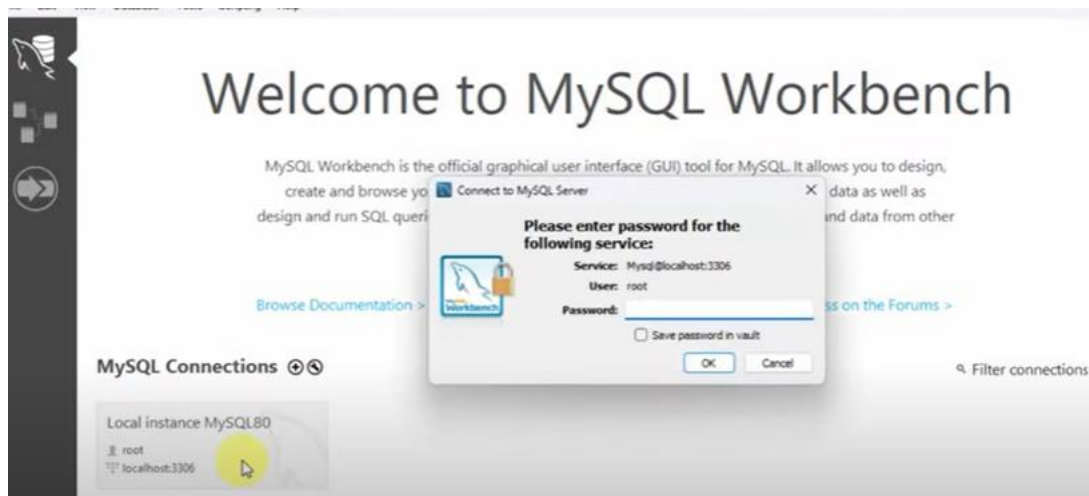 Welcome to MySQL Workbench
MySQL Workbench is the official graphical user interface (GUI) tool for MySQL. It allows you to design,
create and browse yo
data as well as
design and run SQL queri
and data from other
Connect to MySQL Server
Please enter password for the
following service:
Service: Mysql@localhost:3306
User: root
Password:
Save password in vault
OK Cancel
Workbench
Browse Documentation >
ss on the Forums >
MySQL Connections
Filter connections
Local instance MySQL80
root
localhost:3306